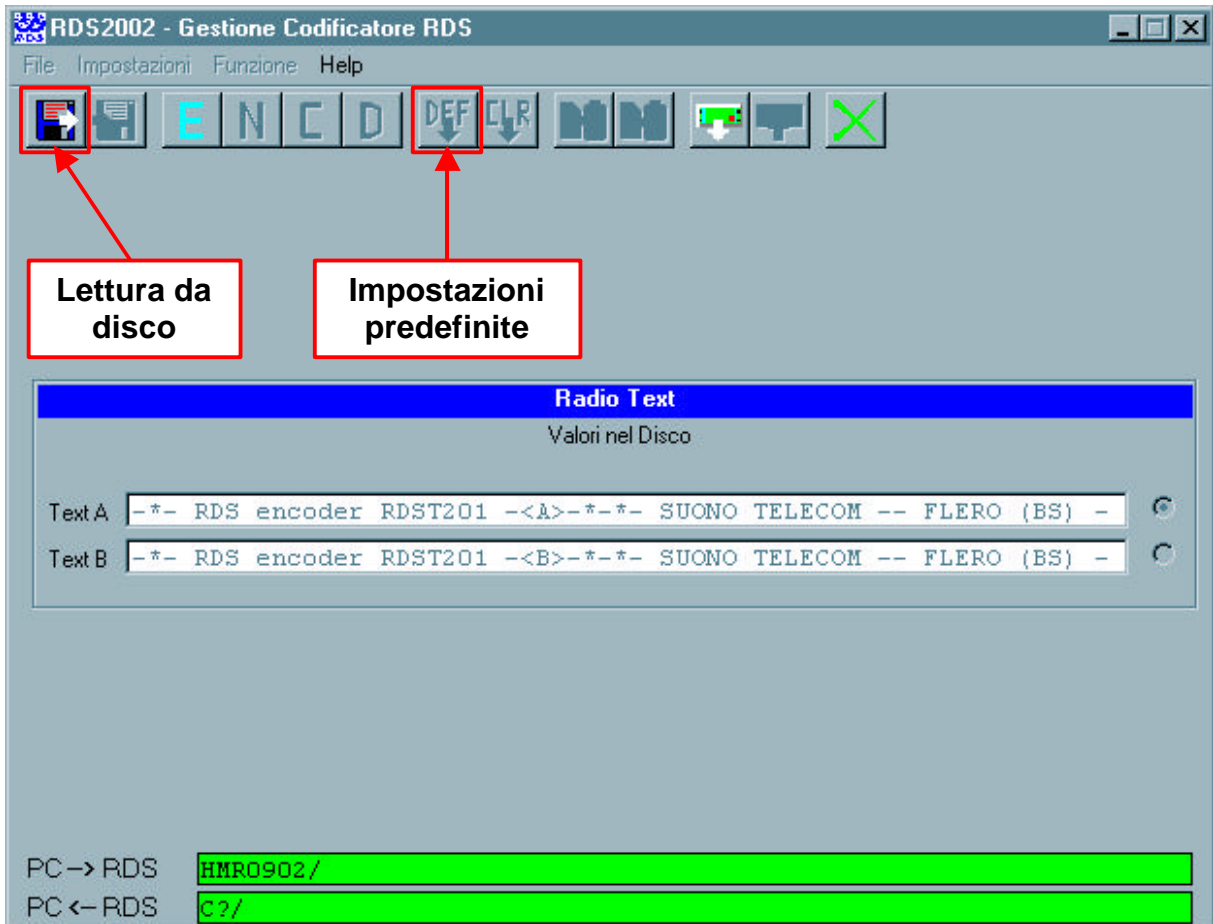 RDS2002 - Gestione Codificatore RDS
File Impostazioni Funzione Help
E N C D DEF CLR
Lettura da
disco
Impostazioni
predefinite
Radio Text
Valori nel Disco
Text A -*- RDS encoder RDST201 -<A>-*-*- SUONO TELECOM -- FLERO (BS) -
Text B -*- RDS encoder RDST201 -<B>-*-*- SUONO TELECOM -- FLERO (BS) -
PC -> RDS HMR0902/
PC <- RDS C?/